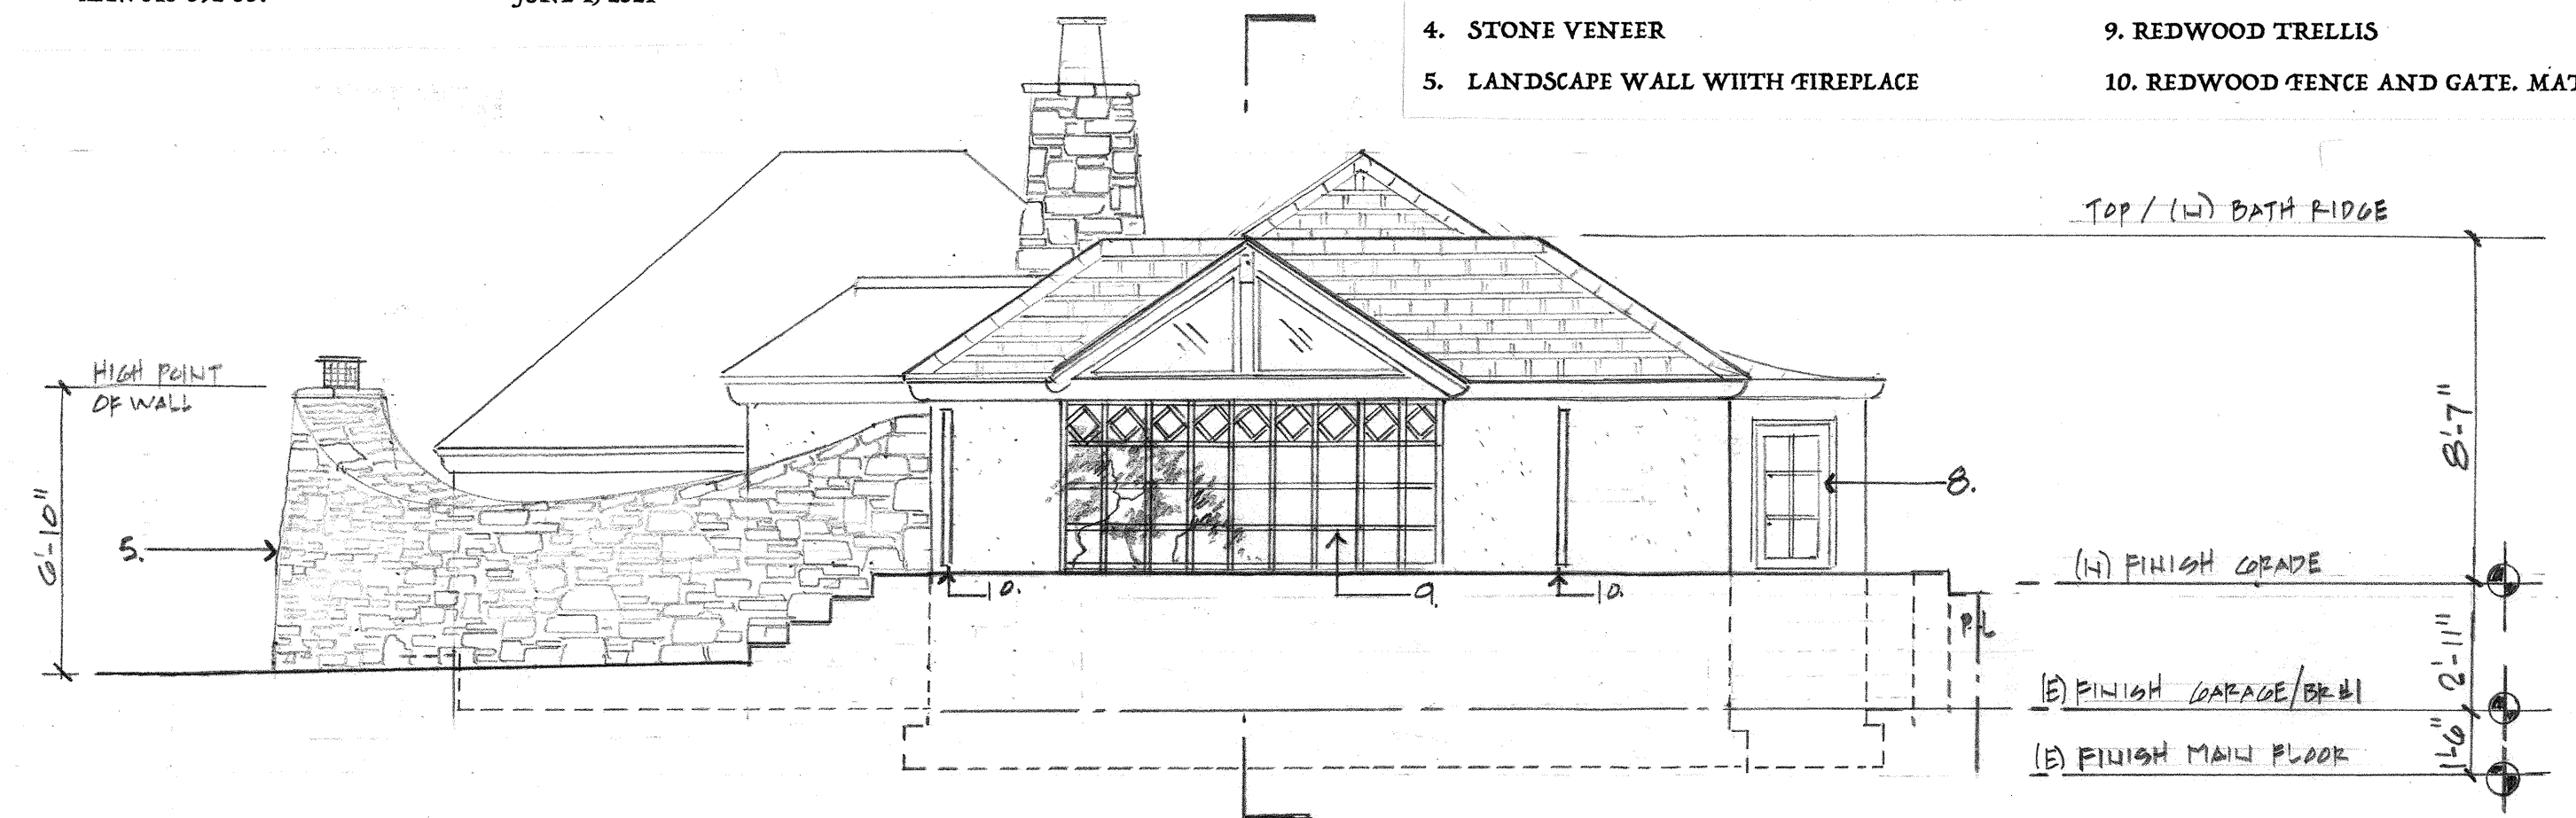 4. STONE VENEER
9. REDWOOD TRELLIS
5. LANDSCAPE WALL WIITH FIREPLACE
10. REDWOOD FENCE AND GATE. MAT
TOP / (N) BATH RIDGE
HIGH POINT
OF WALL
8'-7"
6'-10"
8.
5.
(N) FINISH GRADE
10.
9.
10.
P/L
2'-11"
(E) FINISH GARAGE/BR#1
1'-6"
(E) FINISH MAIN FLOOR